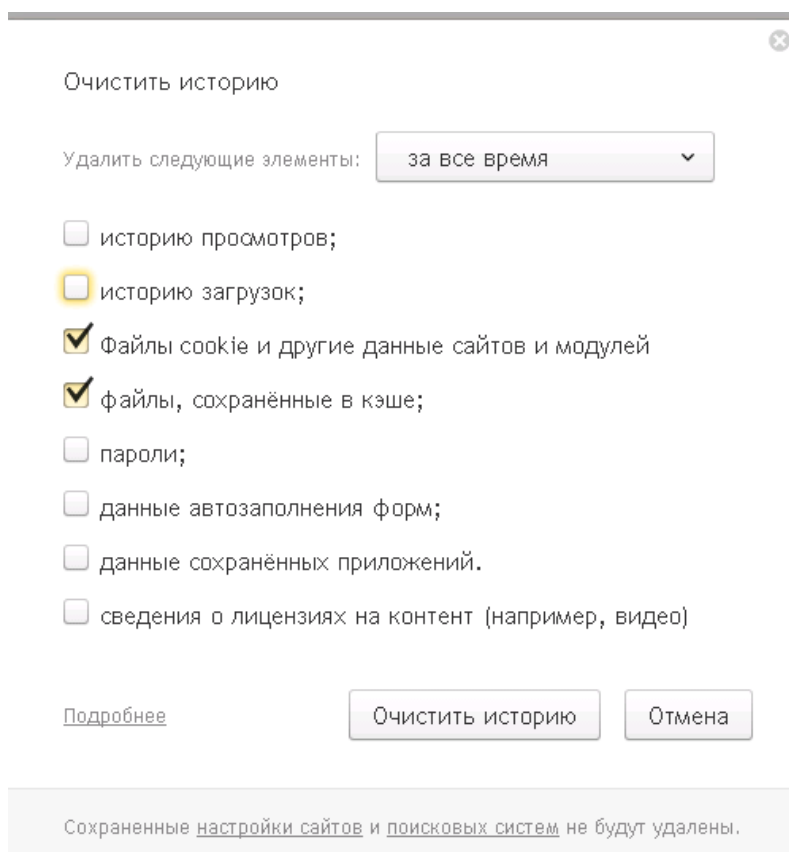 Очистить историю
Удалить следующие элементы: за все время
историю просмотров;
историю загрузок;
Файлы cookie и другие данные сайтов и модулей
файлы, сохранённые в кэше;
пароли;
данные автозаполнения форм;
данные сохранённых приложений.
сведения о лицензиях на контент (например, видео)
Подробнее Очистить историю Отмена
Сохраненные настройки сайтов и поисковых систем не будут удалены.